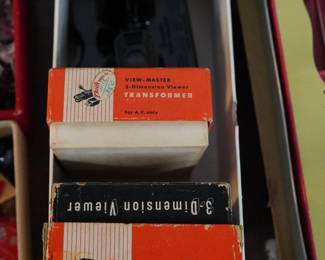 VIEW-MASTER
3-Dimension Viewer
TRANSFORMER
For A.C. only
3-Dimension Viewer